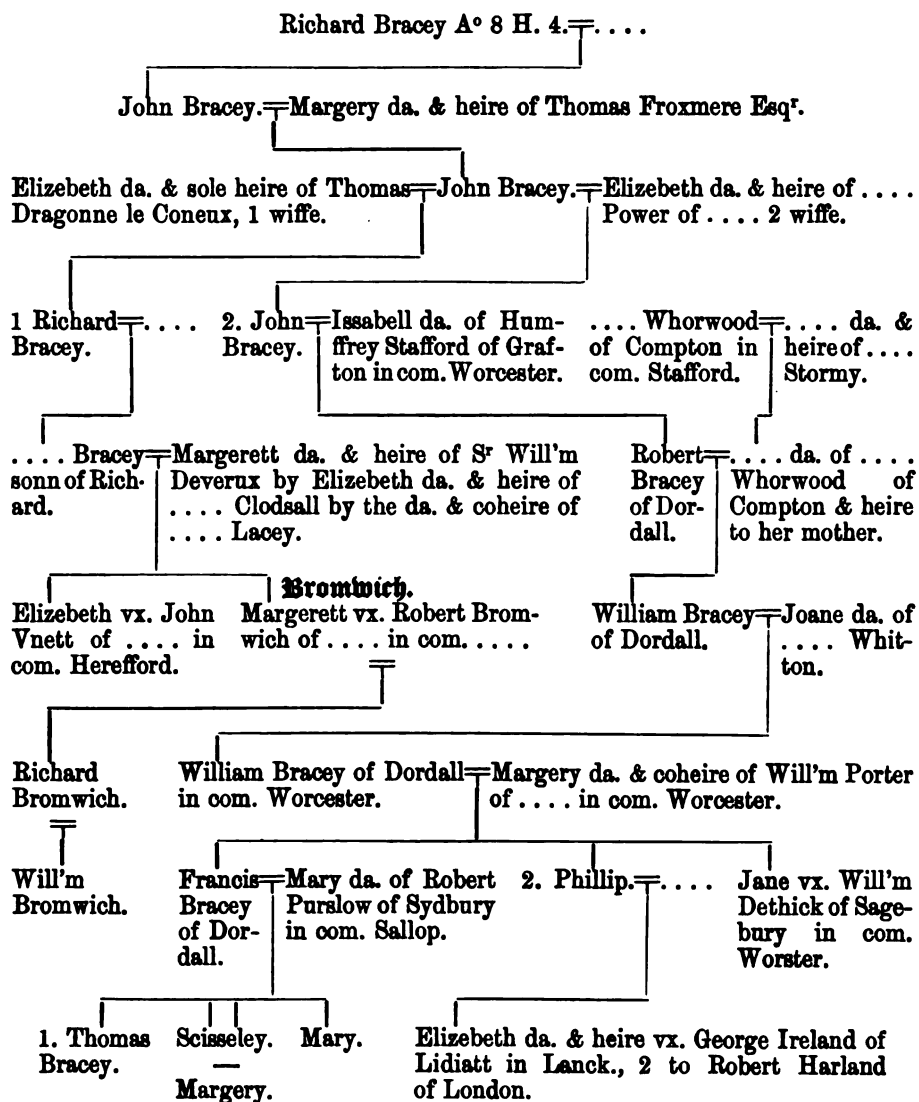 Richard Bracey Aº 8 H. 4. . . . .
John Bracey. Margery da. & heire of Thomas Froxmere Esqr.
Elizebeth da. & sole heire of Thomas
Dragonne le Coneux, 1 wiffe.
John Bracey.
Elizebeth da. & heire of . . . .
Power of . . . . 2 wiffe.
1 Richard
Bracey.
. . . .
2. John
Bracey.
Issabell da. of Hum-
ffrey Stafford of Graf-
ton in com. Worcester.
. . . . Whorwood
of Compton in
com. Stafford.
. . . . da. &
heire of . . . .
Stormy.
. . . . Bracey
sonn of Rich-
ard.
Margerett da. & heire of Sr Will'm
Deverux by Elizebeth da. & heire of
. . . . Clodsall by the da. & coheire of
. . . . Lacey.
Robert
Bracey
of Dor-
dall.
. . . . da. of . . . .
Whorwood of
Compton & heire
to her mother.
Elizebeth vx. John
Vnett of . . . . in
com. Herefford.
Bromwich.
Margerett vx. Robert Brom-
wich of . . . . in com. . . . .
William Bracey
of Dordall.
Joane da. of
. . . . Whit-
ton.
Richard
Bromwich.
William Bracey of Dordall
in com. Worcester.
Margery da. & coheire of Will'm Porter
of . . . . in com. Worcester.
Will'm
Bromwich.
Francis
Bracey
of Dor-
dall.
Mary da. of Robert
Purslow of Sydbury
in com. Sallop.
2. Phillip.
. . . .
Jane vx. Will'm
Dethick of Sage-
bury in com.
Worster.
1. Thomas
Bracey.
Scisseley.
—
Margery.
Mary.
Elizebeth da. & heire vx. George Ireland of
Lidiatt in Lanck., 2 to Robert Harland
of London.